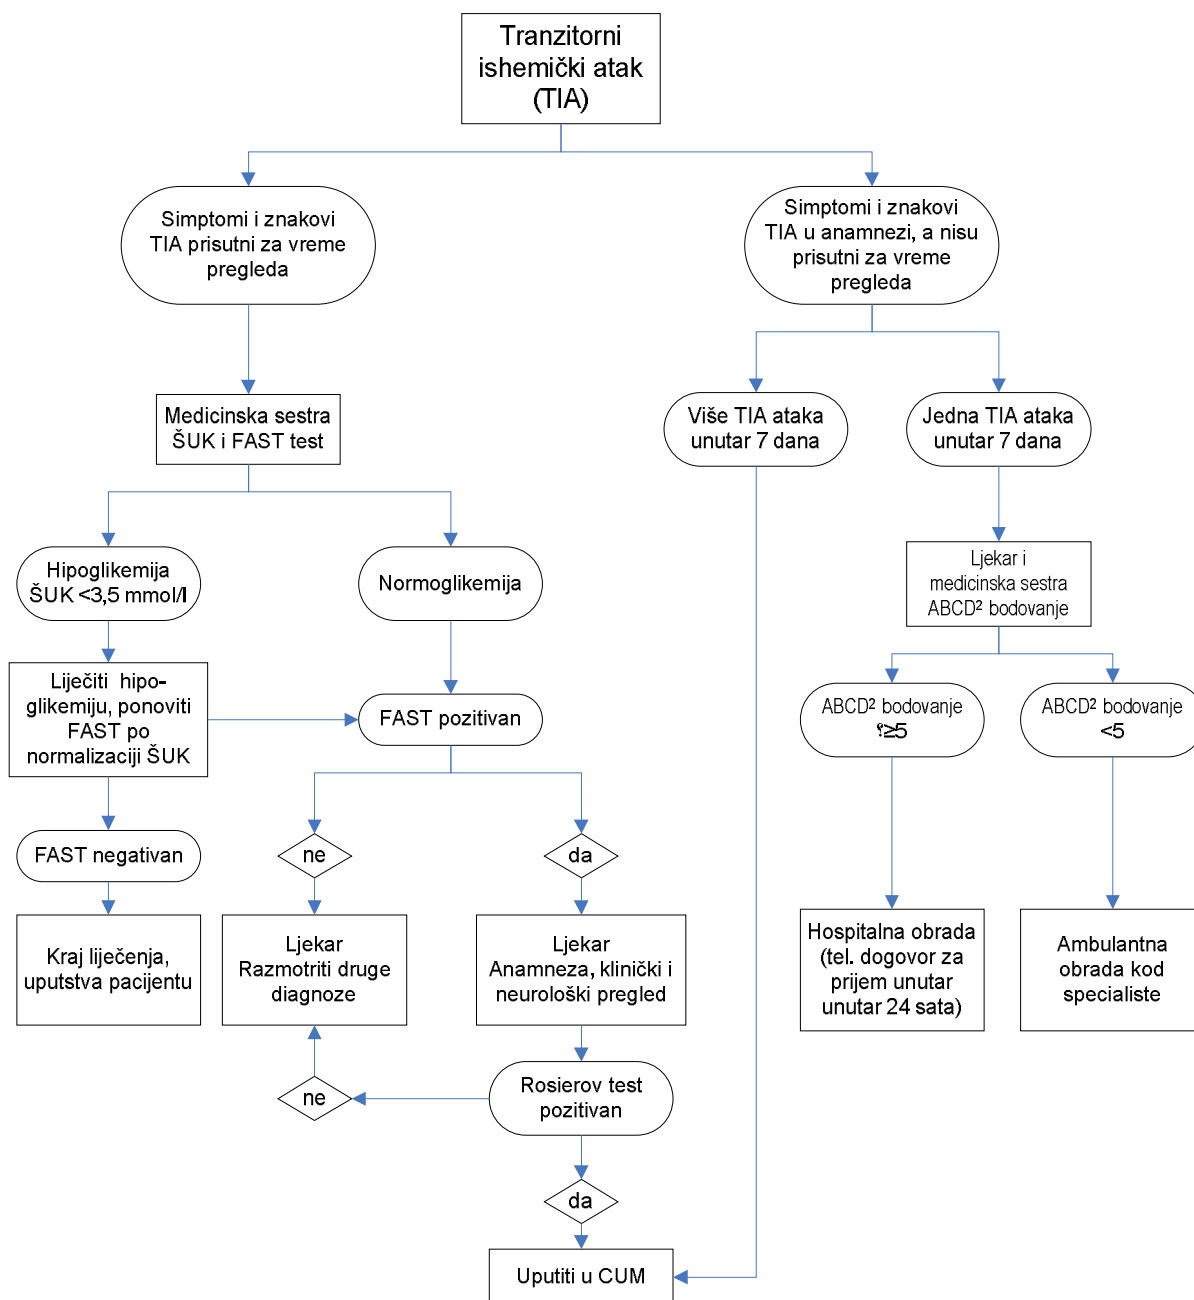 Tranzitorni
ishemički atak
(TIA)
Simptomi i znakovi
TIA prisutni za vreme
pregleda
Simptomi i znakovi
TIA u anamnezi, a nisu
prisutni za vreme
pregleda
Medicinska sestra
ŠUK i FAST test
Više TIA ataka
unutar 7 dana
Jedna TIA ataka
unutar 7 dana
Hipoglikemija
ŠUK <3,5 mmol/l
Normoglikemija
Ljekar i
medicinska sestra
ABCD² bodovanje
Liječiti hipo-
glikemiju, ponoviti
FAST po
normalizaciji ŠUK
FAST pozitivan
ABCD² bodovanje
≥5
ABCD² bodovanje
<5
FAST negativan
ne
da
Kraj liječenja,
uputstva pacijentu
Ljekar
Razmotriti druge
diagnoze
Ljekar
Anamneza, klinički i
neurološki pregled
Hospitalna obrada
(tel. dogovor za
prijem unutar
unutar 24 sata)
Ambulantna
obrada kod
specialiste
ne
Rosierov test
pozitivan
da
Uputiti u CUM